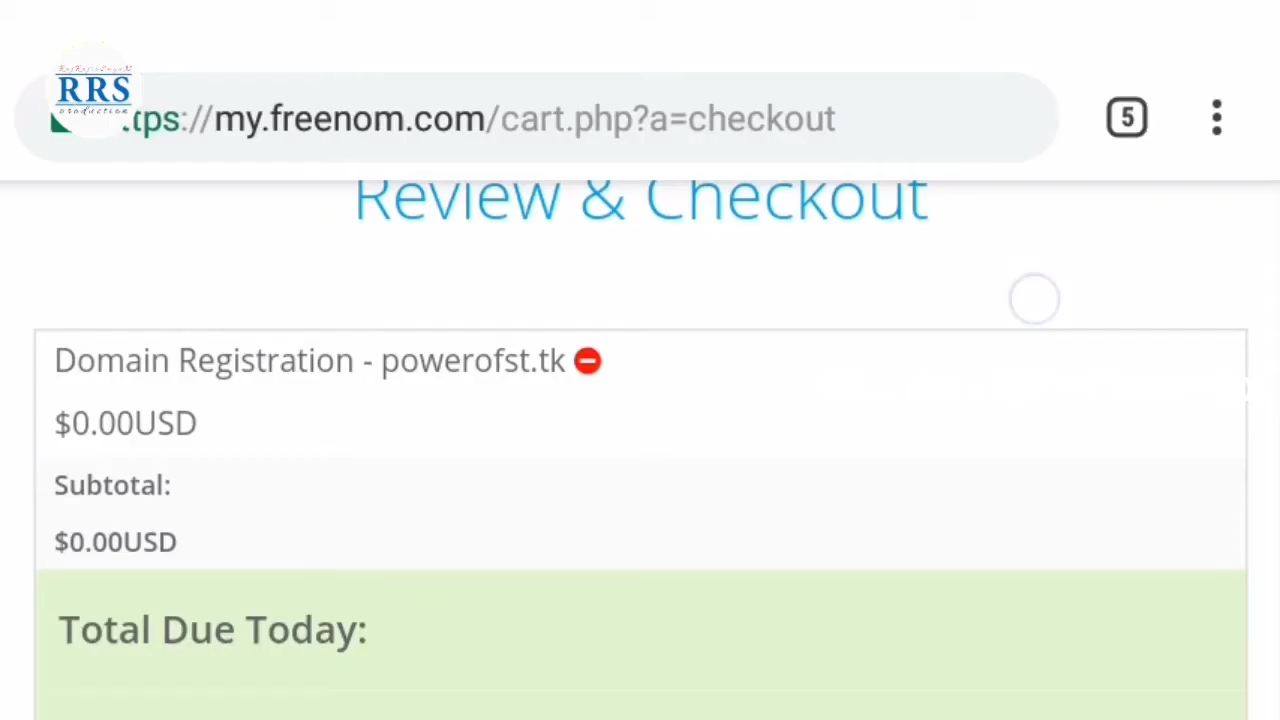 RRS
production
tps://my.freenom.com/cart.php?a=checkout
5
Review & Checkout
Domain Registration - powerofst.tk
$0.00USD
Subtotal:
$0.00USD
Total Due Today: